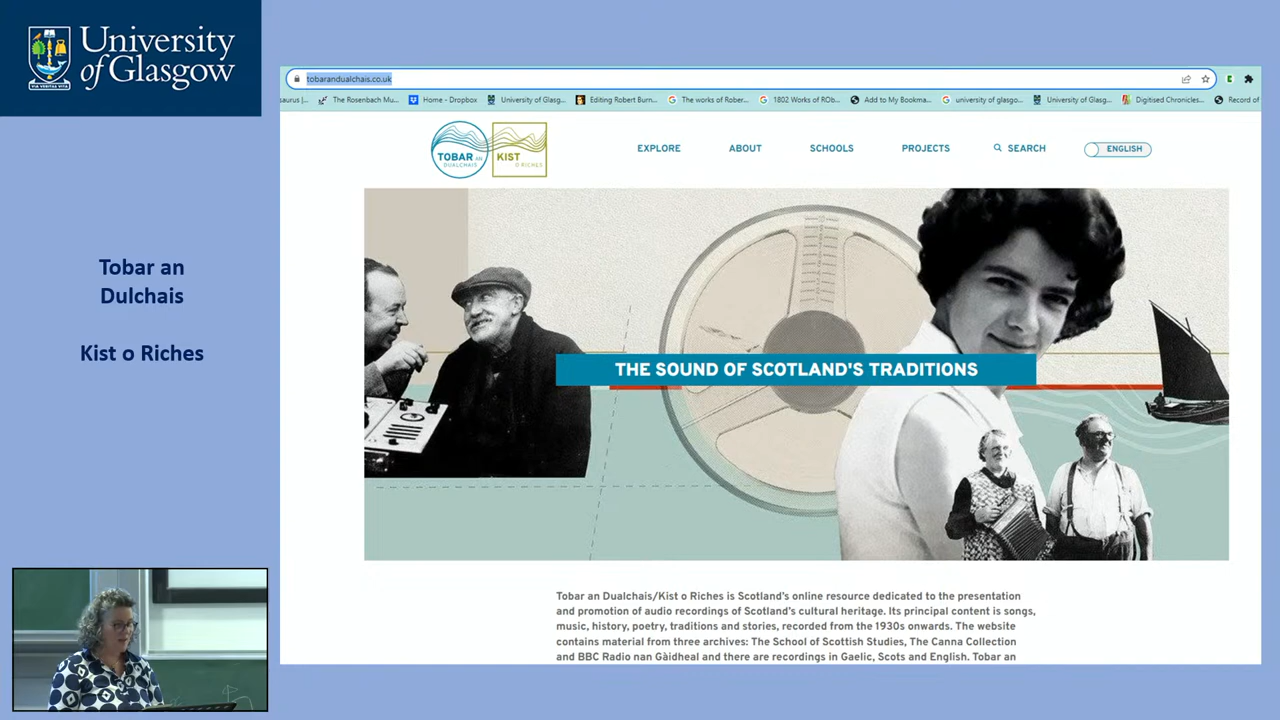 University
of Glasgow
VIA VERITAS VITA
Tobar an
Dulchais
Kist o Riches
tobarandualchais.co.uk
saurus |... The Rosenbach Mu... Home - Dropbox University of Glasg... Editing Robert Burn... The works of Rober... 1802 Works of ROb... Add to My Bookma... university of glasgo... University of Glasg... Digitised Chronicles... Record of
TOBAR AN
DUALCHAIS
KIST
O RICHES
EXPLORE ABOUT SCHOOLS PROJECTS SEARCH ENGLISH
THE SOUND OF SCOTLAND'S TRADITIONS
Tobar an Dualchais/Kist o Riches is Scotland's online resource dedicated to the presentation
and promotion of audio recordings of Scotland's cultural heritage. Its principal content is songs,
music, history, poetry, traditions and stories, recorded from the 1930s onwards. The website
contains material from three archives: The School of Scottish Studies, The Canna Collection
and BBC Radio nan Gàidheal and there are recordings in Gaelic, Scots and English. Tobar an